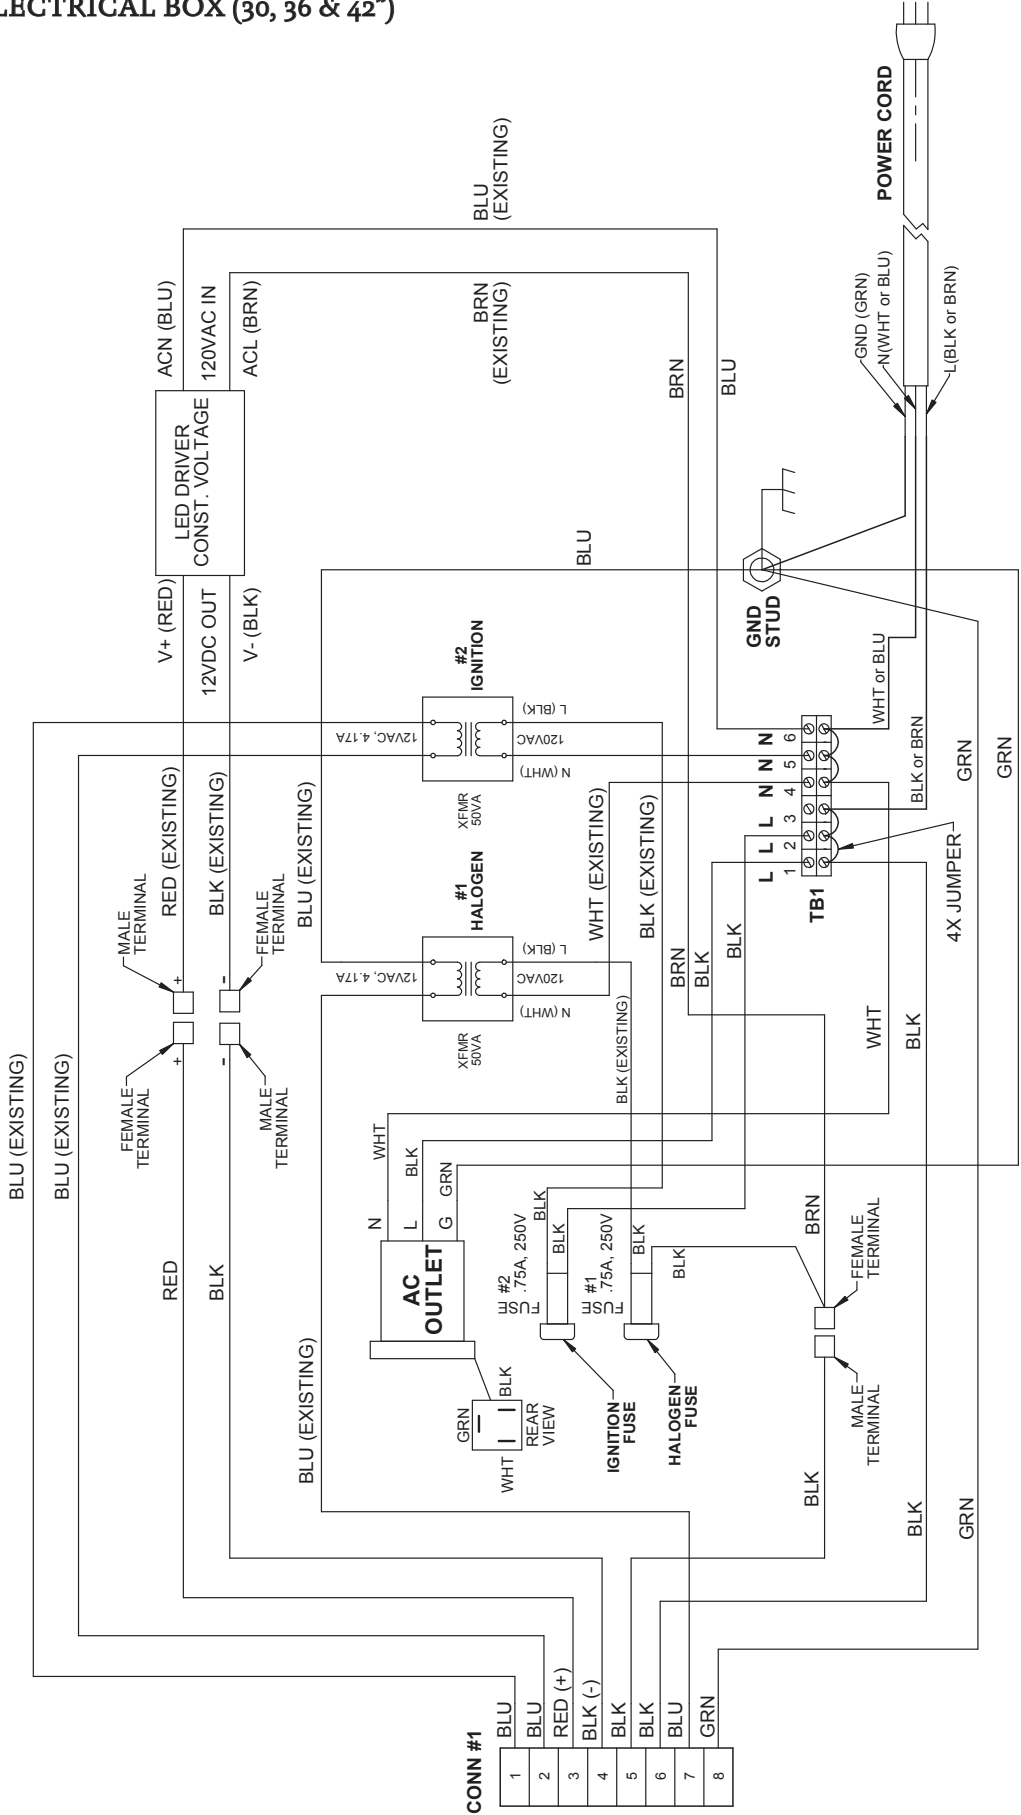 LECTRICAL BOX (30, 36 & 42")
POWER CORD
BLU
(EXISTING)
ACN (BLU)
120VAC IN
ACL (BRN)
BRN
(EXISTING)
GND (GRN)
N(WHT or BLU)
L(BLK or BRN)
BRN
BLU
LED DRIVER
CONST. VOLTAGE
V+ (RED)
12VDC OUT
V- (BLK)
BLU
GND
STUD
#2
IGNITION
L (BLK)
120VAC
N (WHT)
12VAC, 4.17A
XFMR
50VA
WHT or BLU
BLK or BRN
GRN
GRN
RED (EXISTING)
BLK (EXISTING)
BLU (EXISTING)
MALE
TERMINAL
FEMALE
TERMINAL
+
-
#1
HALOGEN
L (BLK)
120VAC
N (WHT)
12VAC, 4.17A
XFMR
50VA
WHT (EXISTING)
BLK (EXISTING)
L L L N N N
1 2 3 4 5 6
TB1
4X JUMPER
BRN
BLK
BLK
BLK (EXISTING)
WHT
BLK
BLU (EXISTING)
BLU (EXISTING)
FEMALE
TERMINAL
MALE
TERMINAL
+
-
RED
BLK
WHT
BLK
GRN
N
L
G
AC
OUTLET
#2
.75A, 250V
FUSE
BLK
BLK
#1
.75A, 250V
FUSE
BLK
BLK
BRN
FEMALE
TERMINAL
MALE
TERMINAL
BLU (EXISTING)
GRN
BLK
WHT
REAR
VIEW
IGNITION
FUSE
HALOGEN
FUSE
BLK
BLK
GRN
CONN #1
1 BLU
2 BLU
3 RED (+)
4 BLK (-)
5 BLK
6 BLK
7 BLU
8 GRN